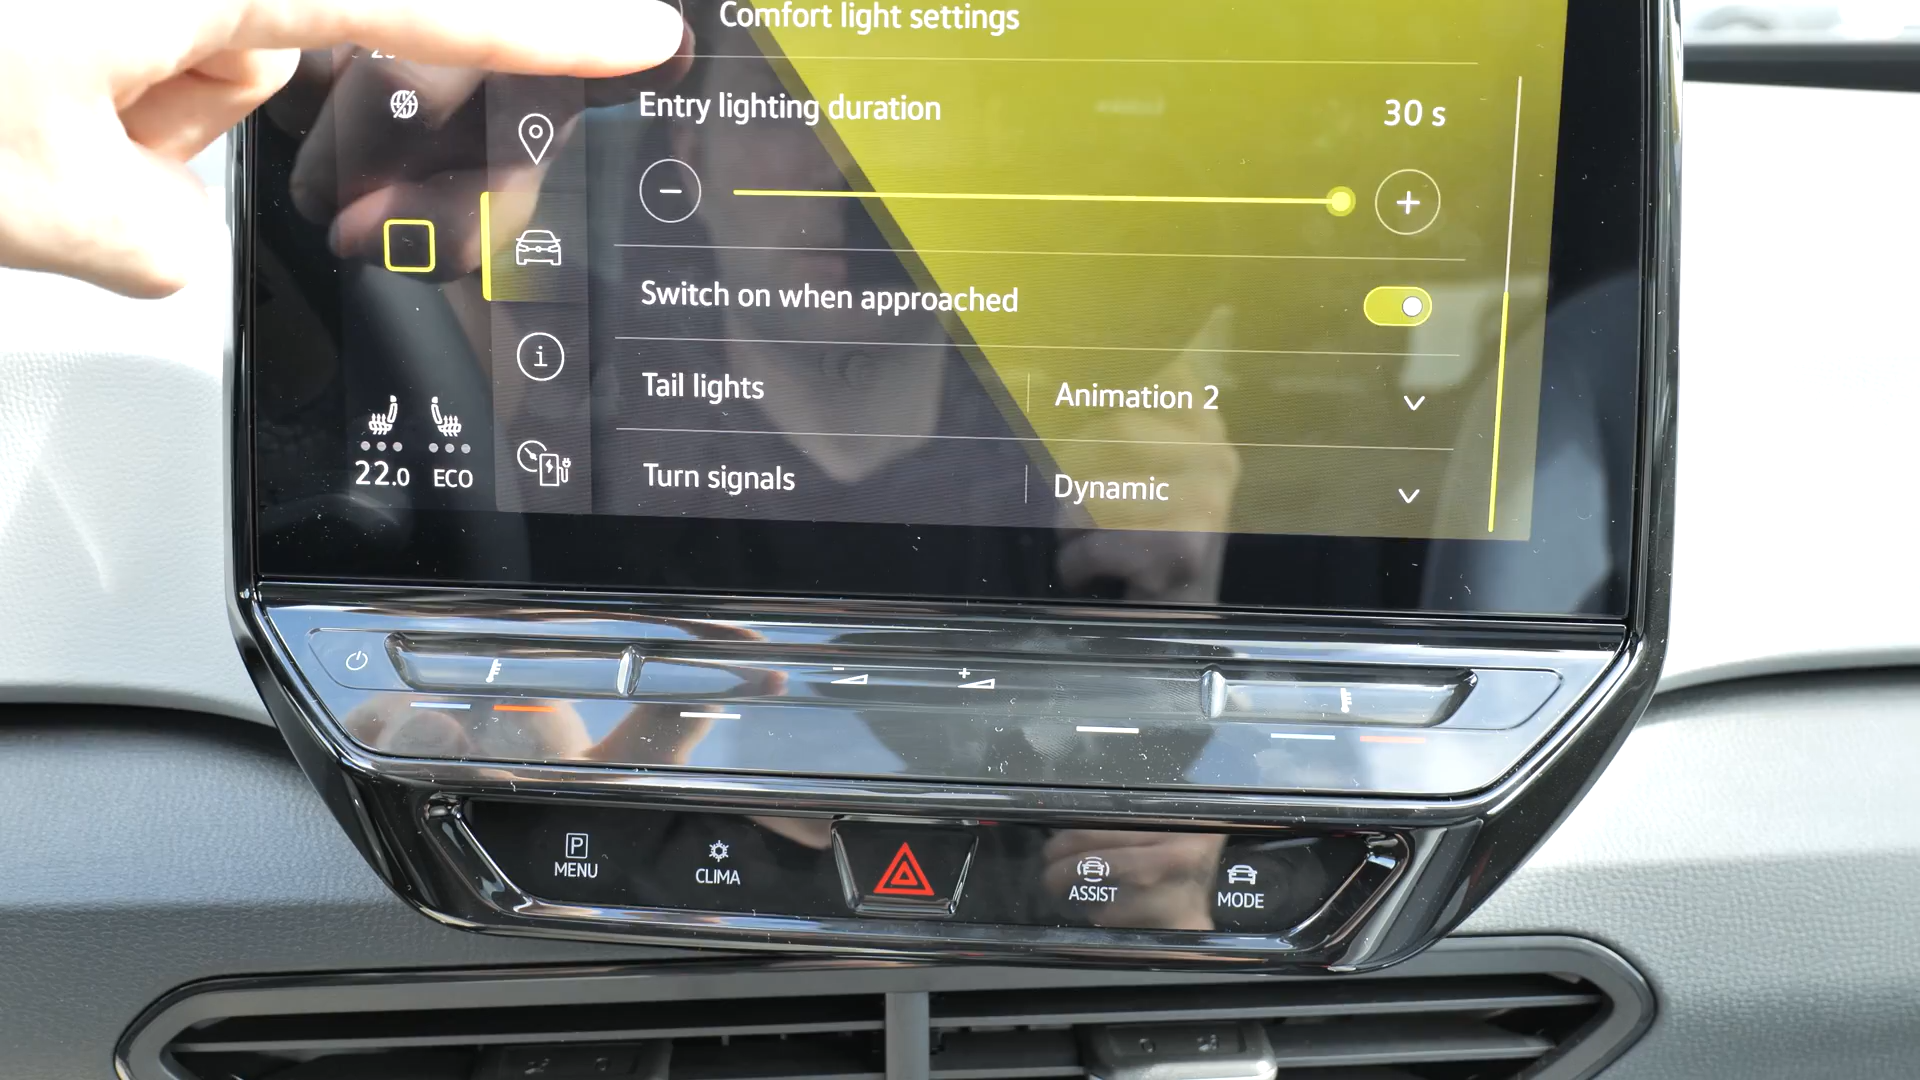 Comfort light settings
Entry lighting duration
30 s
Switch on when approached
Tail lights
Animation 2
Turn signals
Dynamic
22.0
ECO
P
MENU
CLIMA
ASSIST
MODE